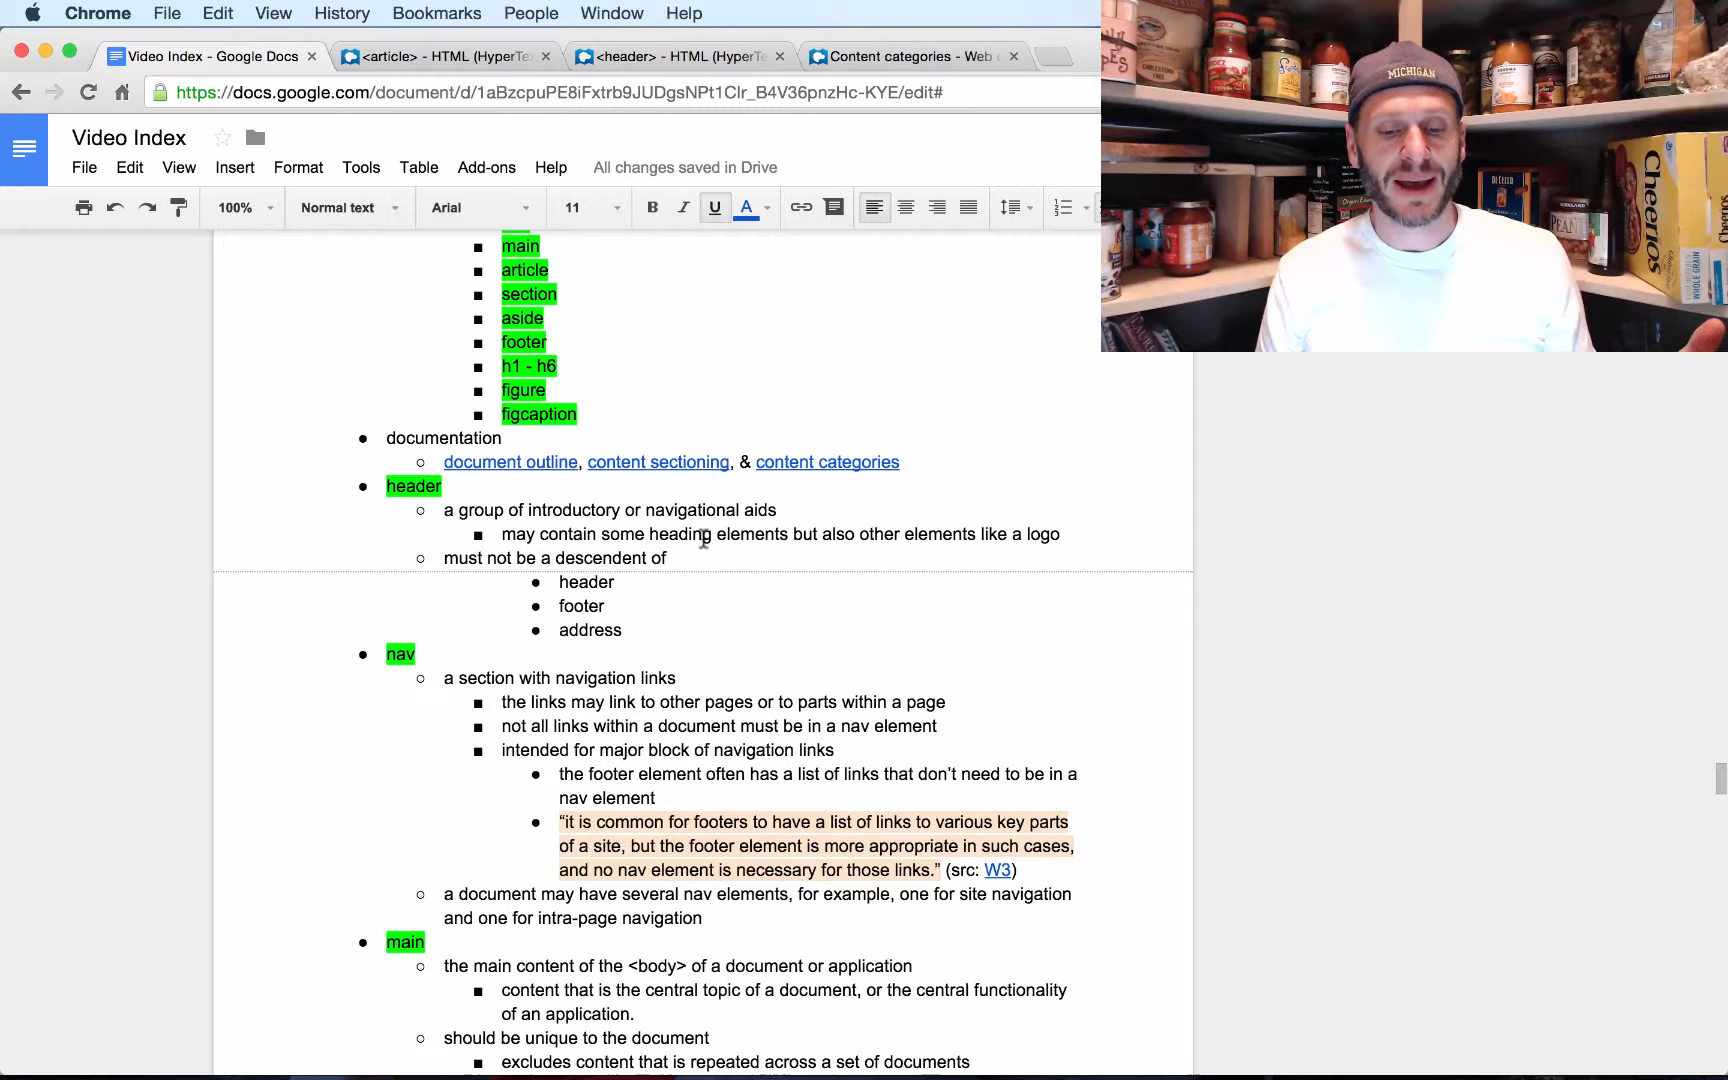 Chrome File Edit View History Bookmarks People Window Help
Video Index - Google Docs × <article> - HTML (HyperTe × <header> - HTML (HyperTe × Content categories - Web ×
https://docs.google.com/document/d/1aBzcpuPE8iFxtrb9JUDgsNPt1Clr_B4V36pnzHc-KYE/edit#
Video Index
File Edit View Insert Format Tools Table Add-ons Help All changes saved in Drive
100% Normal text Arial 11 B I U A
main
article
section
aside
footer
h1 - h6
figure
figcaption
documentation
document outline, content sectioning, & content categories
header
a group of introductory or navigational aids
may contain some heading elements but also other elements like a logo
must not be a descendent of
header
footer
address
nav
a section with navigation links
the links may link to other pages or to parts within a page
not all links within a document must be in a nav element
intended for major block of navigation links
the footer element often has a list of links that don’t need to be in a
nav element
“it is common for footers to have a list of links to various key parts
of a site, but the footer element is more appropriate in such cases,
and no nav element is necessary for those links.” (src: W3)
a document may have several nav elements, for example, one for site navigation
and one for intra-page navigation
main
the main content of the <body> of a document or application
content that is the central topic of a document, or the central functionality
of an application.
should be unique to the document
excludes content that is repeated across a set of documents
MICHIGAN
Cheerios
DE CECCO
WHOLE GRAIN